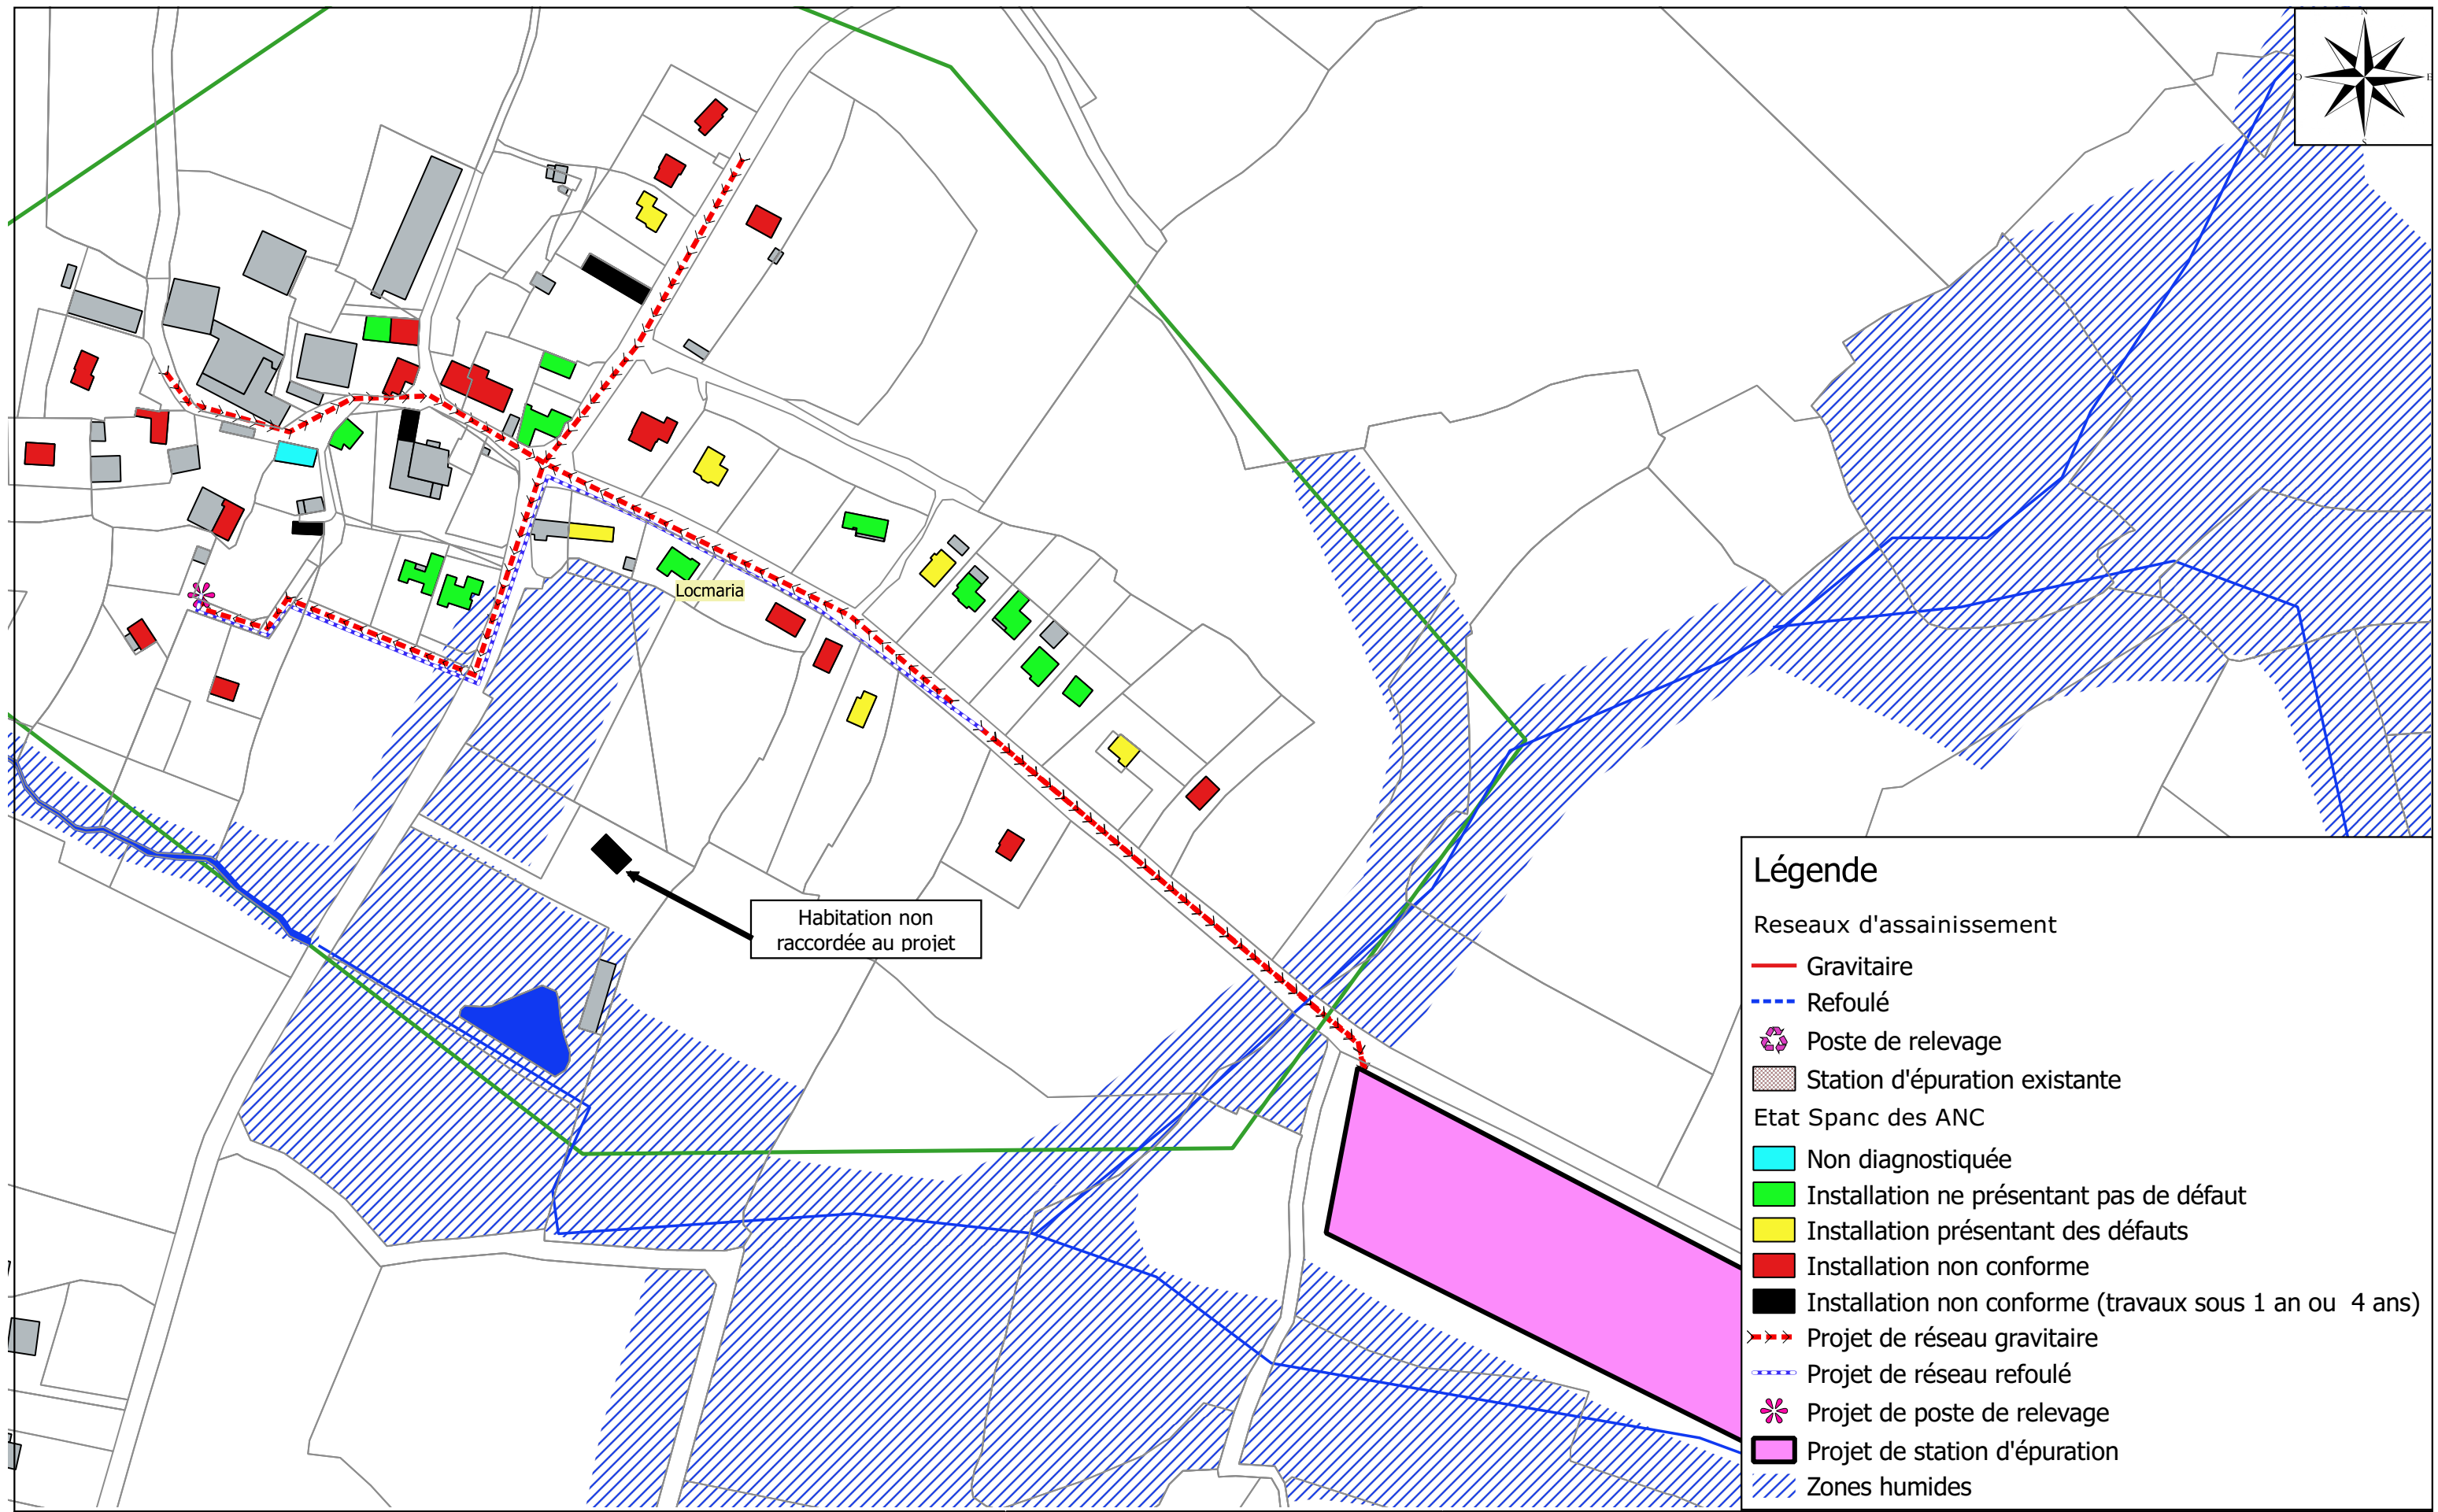 N
O
E
S
Locmaria
Habitation non
raccordée au projet
Légende
Reseaux d'assainissement
Gravitaire
Refoulé
Poste de relevage
Station d'épuration existante
Etat Spanc des ANC
Non diagnostiquée
Installation ne présentant pas de défaut
Installation présentant des défauts
Installation non conforme
Installation non conforme (travaux sous 1 an ou  4 ans)
Projet de réseau gravitaire
Projet de réseau refoulé
Projet de poste de relevage
Projet de station d'épuration
Zones humides